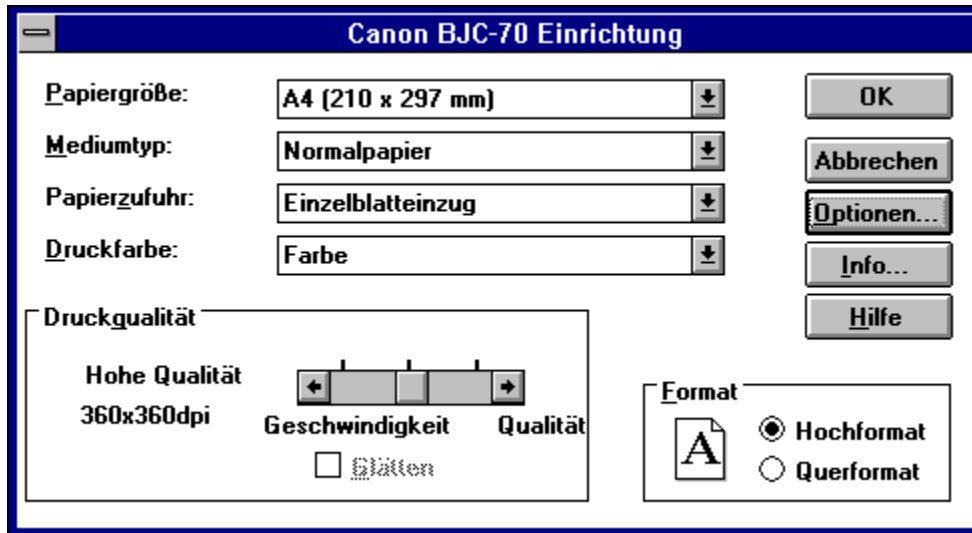 Canon BJC-70 Einrichtung
Papiergröße: A4 (210 x 297 mm)
Mediumtyp: Normalpapier
Papierzufuhr: Einzelblatteinzug
Druckfarbe: Farbe
OK
Abbrechen
Optionen...
Info...
Hilfe
Druckqualität
Hohe Qualität
360x360dpi
Geschwindigkeit Qualität
Glätten
Format
A
Hochformat
Querformat